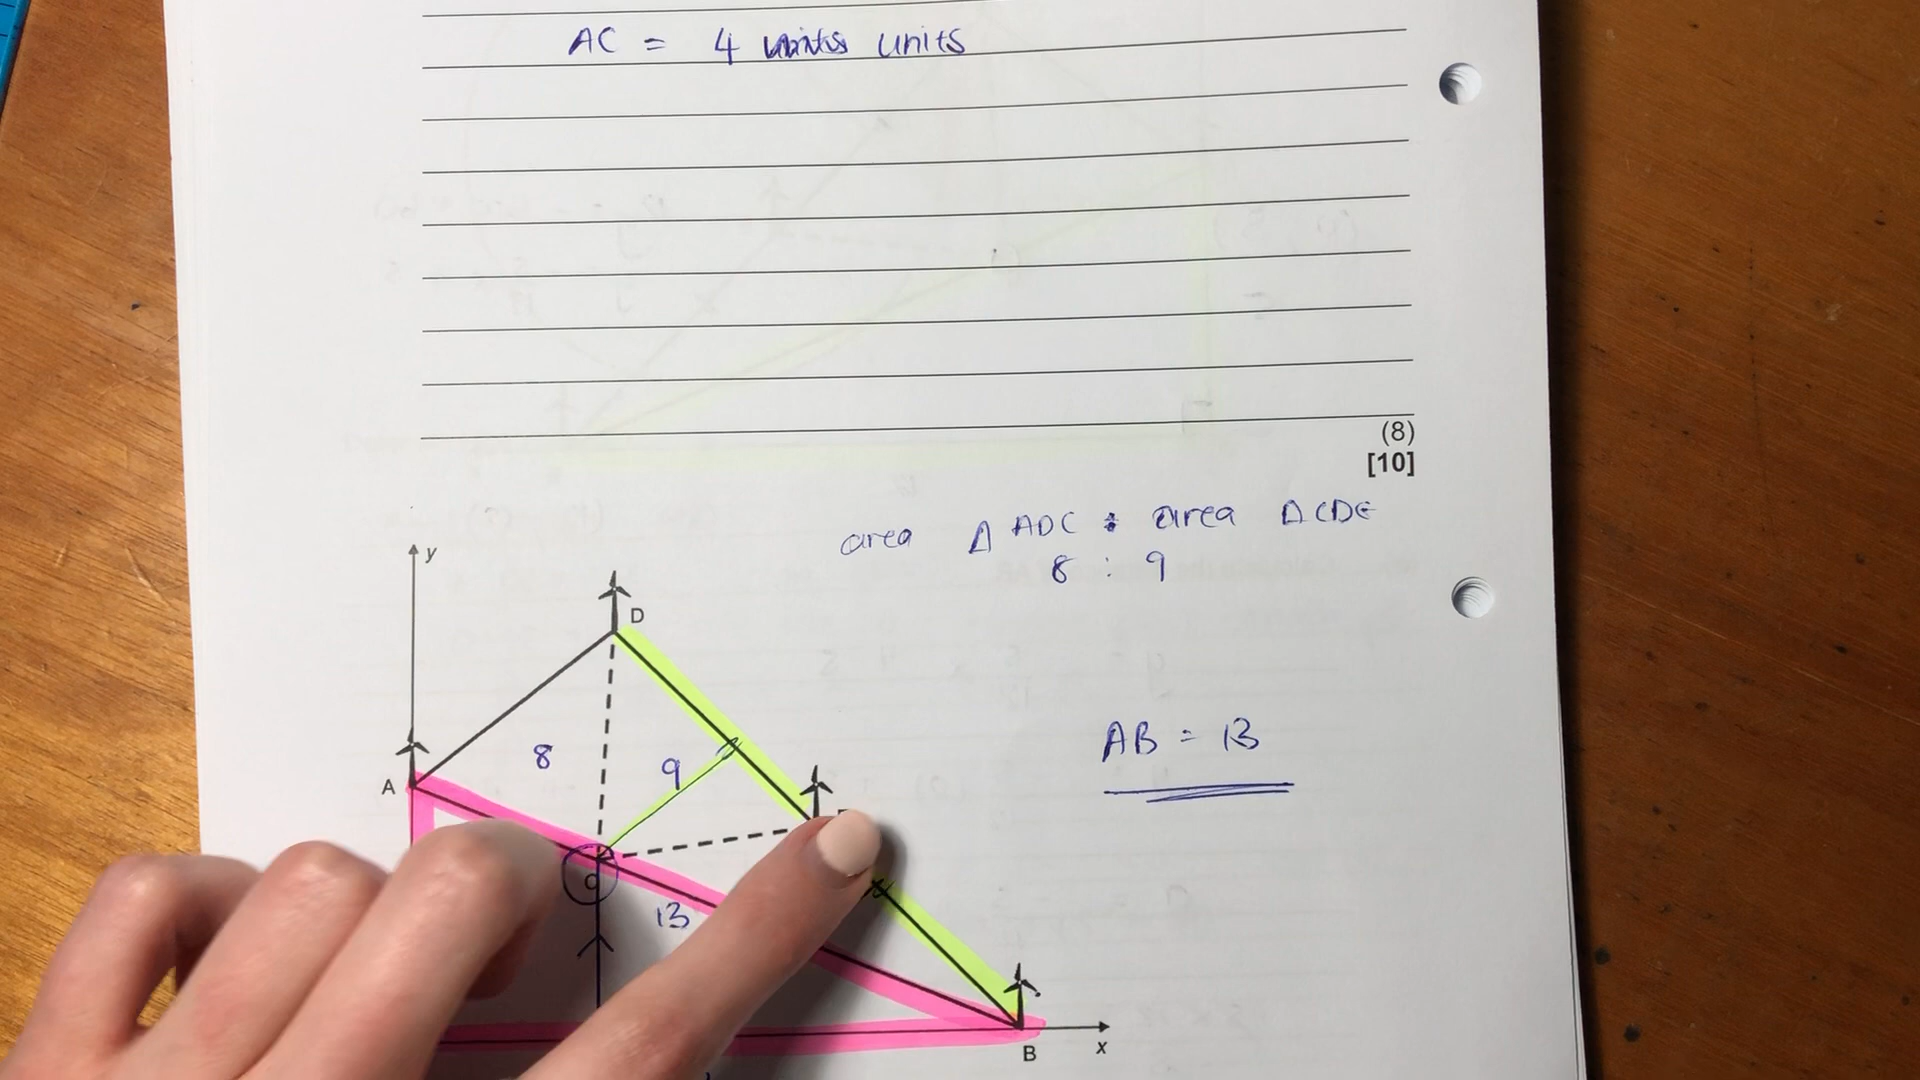 AC = 4 units units
(8)
[10]
area Δ ADC : area Δ CDE
8 : 9
y
D
AB = 13
8
9
A
C
13
B
x